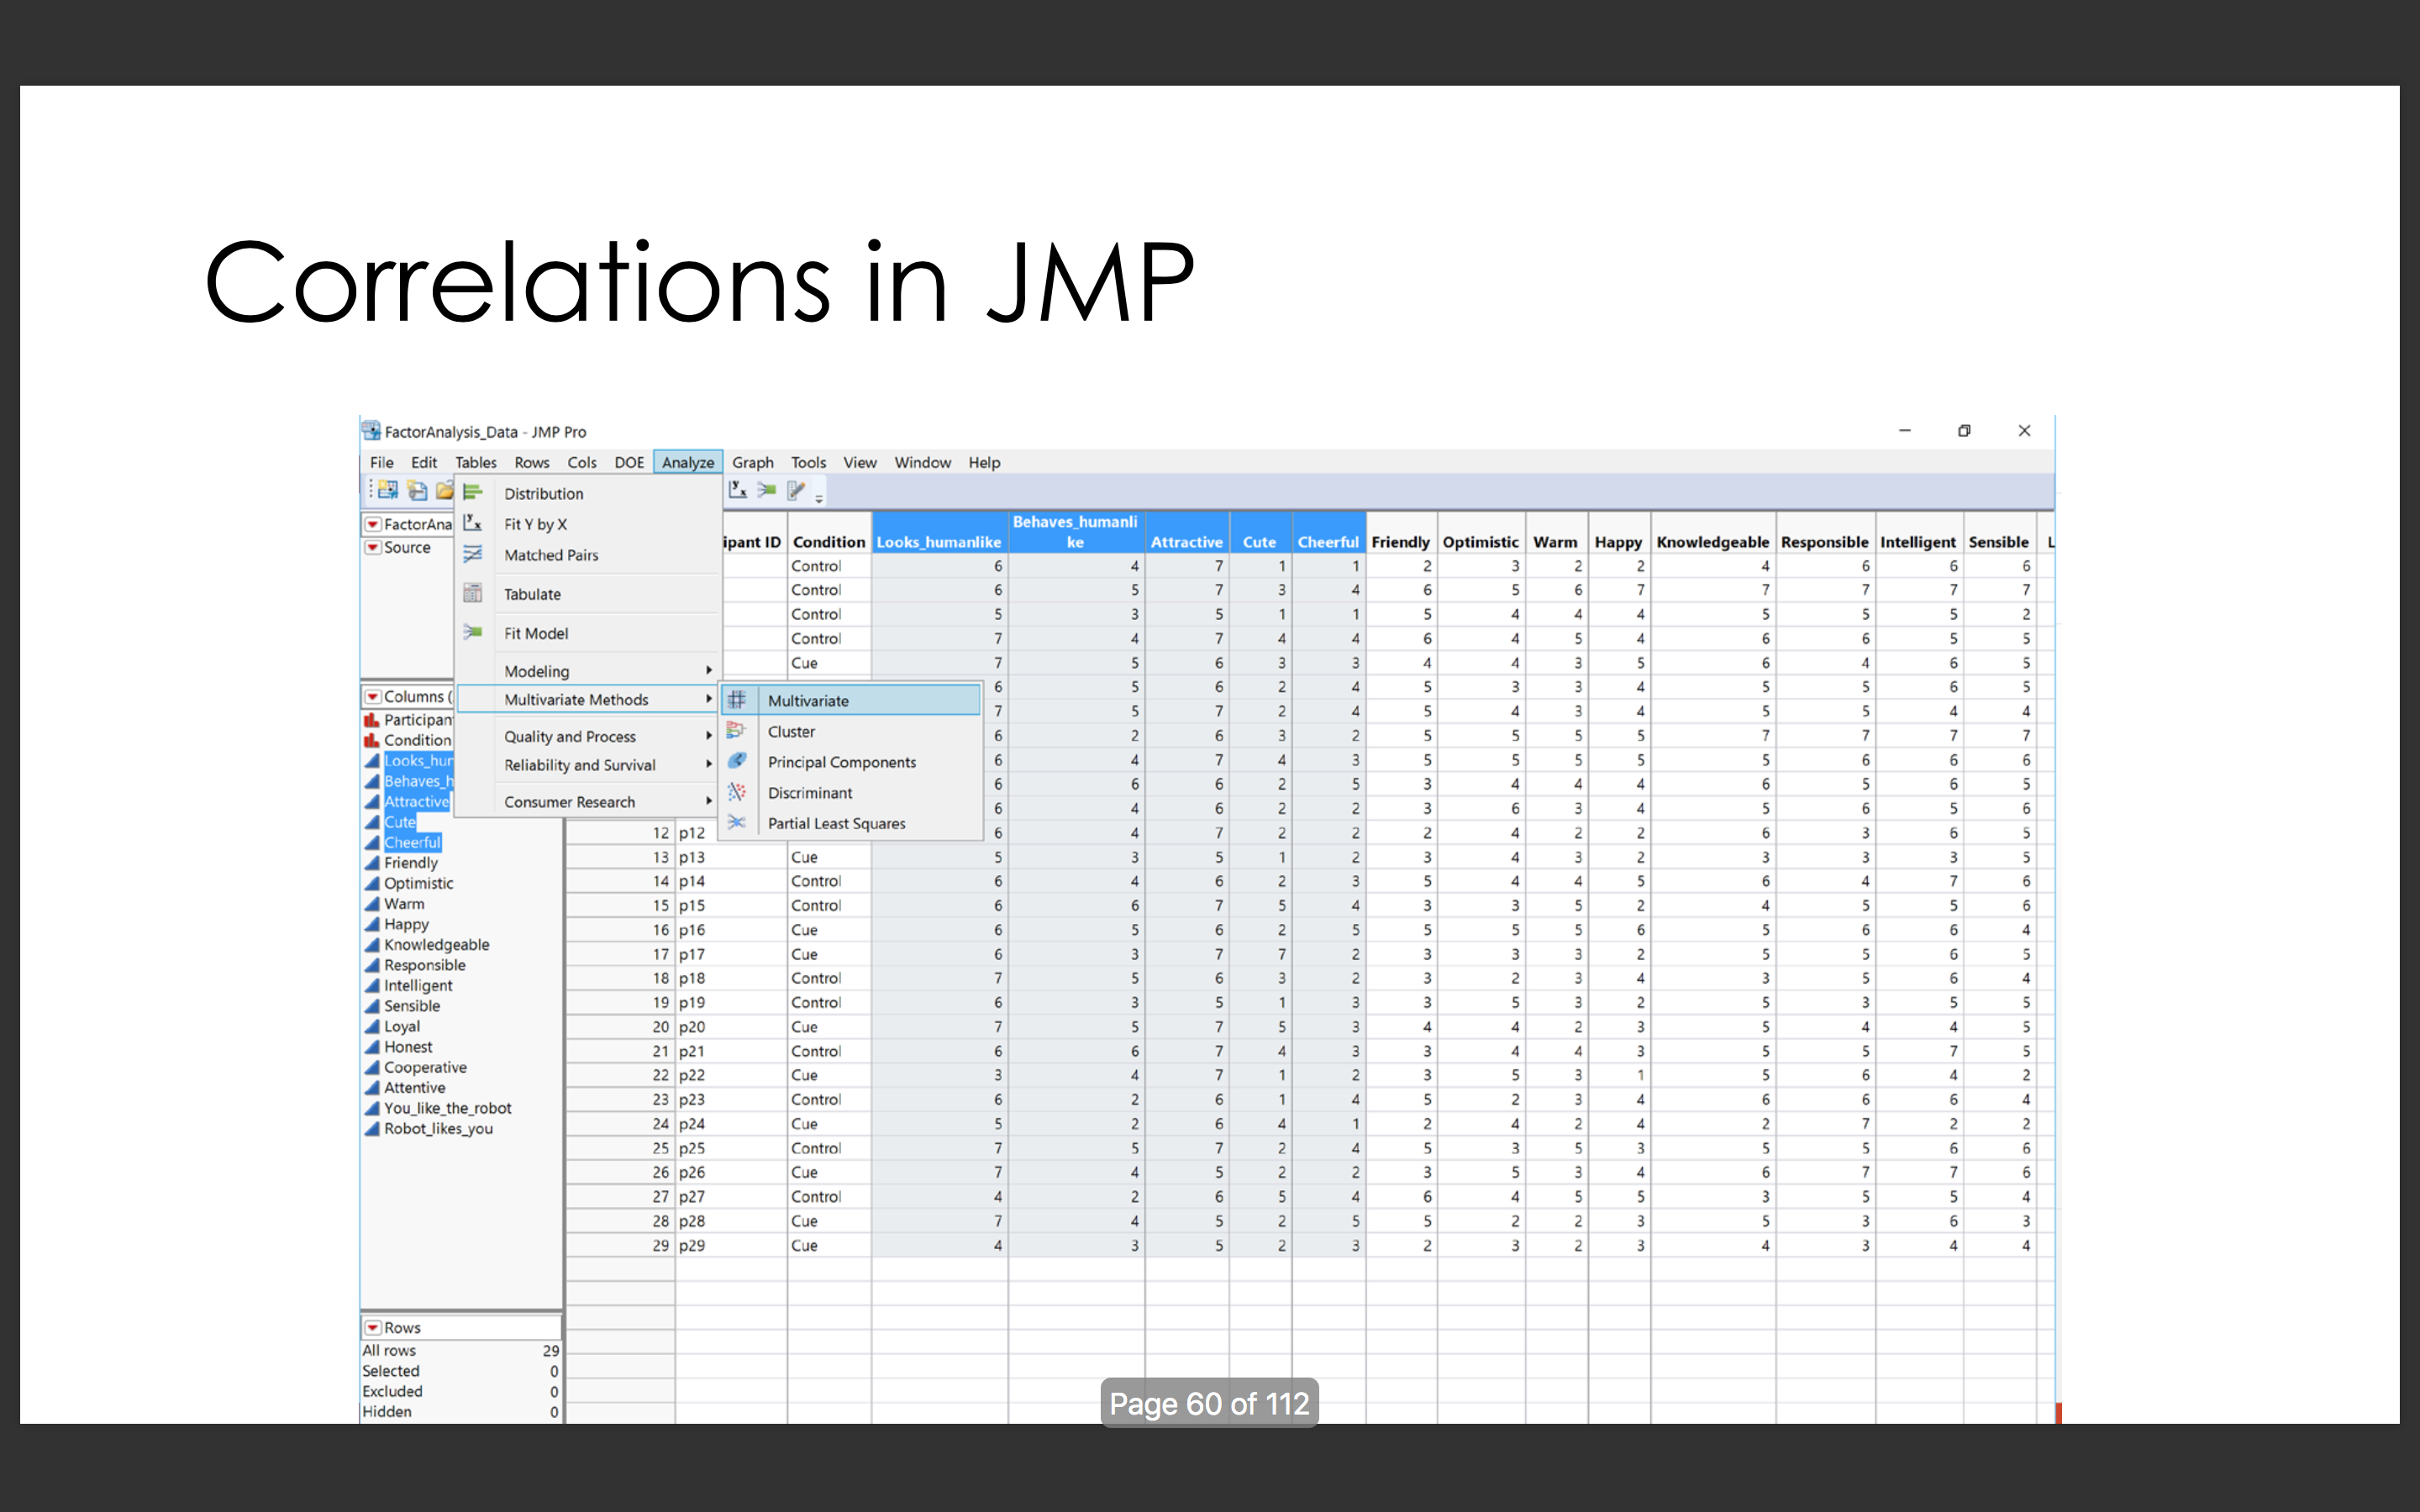 Correlations in JMP
FactorAnalysis_Data - JMP Pro
File Edit Tables Rows Cols DOE Analyze Graph Tools View Window Help
Distribution
Fit Y by X
Matched Pairs
Tabulate
Fit Model
Modeling
Multivariate Methods
Quality and Process
Reliability and Survival
Consumer Research
Multivariate
Cluster
Principal Components
Discriminant
Partial Least Squares
FactorAna
Source
Columns (
Participan
Condition
Looks_hum
Behaves_h
Attractive
Cute
Cheerful
Friendly
Optimistic
Warm
Happy
Knowledgeable
Responsible
Intelligent
Sensible
Loyal
Honest
Cooperative
Attentive
You_like_the_robot
Robot_likes_you
Rows
All rows 29
Selected 0
Excluded 0
Hidden 0
ipant ID Condition Looks_humanlike Behaves_humanli
ke Attractive Cute Cheerful Friendly Optimistic Warm Happy Knowledgeable Responsible Intelligent Sensible L
Control 6 4 7 1 1 2 3 2 2 4 6 6 6
Control 6 5 7 3 4 6 5 6 7 7 7 7 7
Control 5 3 5 1 1 5 4 4 4 5 5 5 2
Control 7 4 7 4 4 6 4 5 4 6 6 5 5
Cue 7 5 6 3 3 4 4 3 5 6 4 6 5
6 5 6 2 4 5 3 3 4 5 5 6 5
7 5 7 2 4 5 4 3 4 5 5 4 4
6 2 6 3 2 5 5 5 5 7 7 7 7
6 4 7 4 3 5 5 5 5 5 6 6 6
6 6 6 2 5 3 4 4 4 6 5 6 5
6 4 6 2 2 3 6 3 4 5 6 5 6
12 p12 6 4 7 2 2 2 4 2 2 6 3 6 5
13 p13 Cue 5 3 5 1 2 3 4 3 2 3 3 3 5
14 p14 Control 6 4 6 2 3 5 4 4 5 6 4 7 6
15 p15 Control 6 6 7 5 4 3 3 5 2 4 5 5 6
16 p16 Cue 6 5 6 2 5 5 5 5 6 5 6 6 4
17 p17 Cue 6 3 7 7 2 3 3 3 2 5 5 6 5
18 p18 Control 7 5 6 3 2 3 2 3 4 3 5 6 4
19 p19 Control 6 3 5 1 3 3 5 3 2 5 3 5 5
20 p20 Cue 7 5 7 5 3 4 4 2 3 5 4 4 5
21 p21 Control 6 6 7 4 3 3 4 4 3 5 5 7 5
22 p22 Cue 3 4 7 1 2 3 5 3 1 5 6 4 2
23 p23 Control 6 2 6 1 4 5 2 3 4 6 6 6 4
24 p24 Cue 5 2 6 4 1 2 4 2 4 2 7 2 2
25 p25 Control 7 5 7 2 4 5 3 5 3 5 5 6 6
26 p26 Cue 7 4 5 2 2 3 5 3 4 6 7 7 6
27 p27 Control 4 2 6 5 4 6 4 5 5 3 5 5 4
28 p28 Cue 7 4 5 2 5 5 2 2 3 5 3 6 3
29 p29 Cue 4 3 5 2 3 2 3 2 3 4 3 4 4
Page 60 of 112